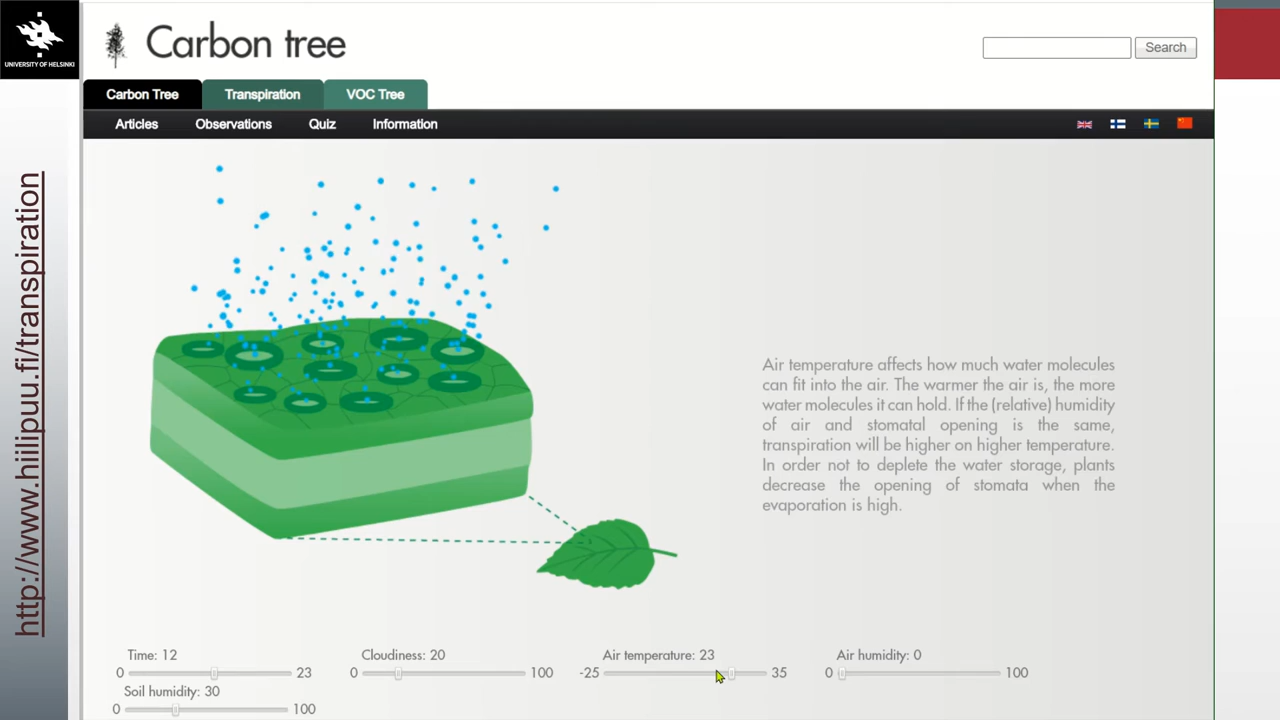 UNIVERSITY OF HELSINKI
Carbon tree
Search
Carbon Tree
Transpiration
VOC Tree
Articles
Observations
Quiz
Information
http://www.hiilipuu.fi/transpiration
Air temperature affects how much water molecules
can fit into the air. The warmer the air is, the more
water molecules it can hold. If the (relative) humidity
of air and stomatal opening is the same,
transpiration will be higher on higher temperature.
In order not to deplete the water storage, plants
decrease the opening of stomata when the
evaporation is high.
Time: 12
0 23
Cloudiness: 20
0 100
Air temperature: 23
-25 35
Air humidity: 0
0 100
Soil humidity: 30
0 100